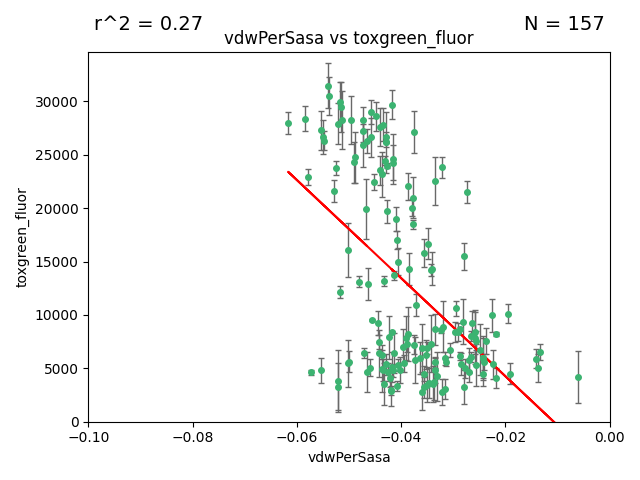 r^2 = 0.27
N = 157
vdwPerSasa vs toxgreen_fluor
30000
25000
20000
15000
10000
5000
0
toxgreen_fluor
−0.10
−0.08
−0.06
−0.04
−0.02
0.00
vdwPerSasa